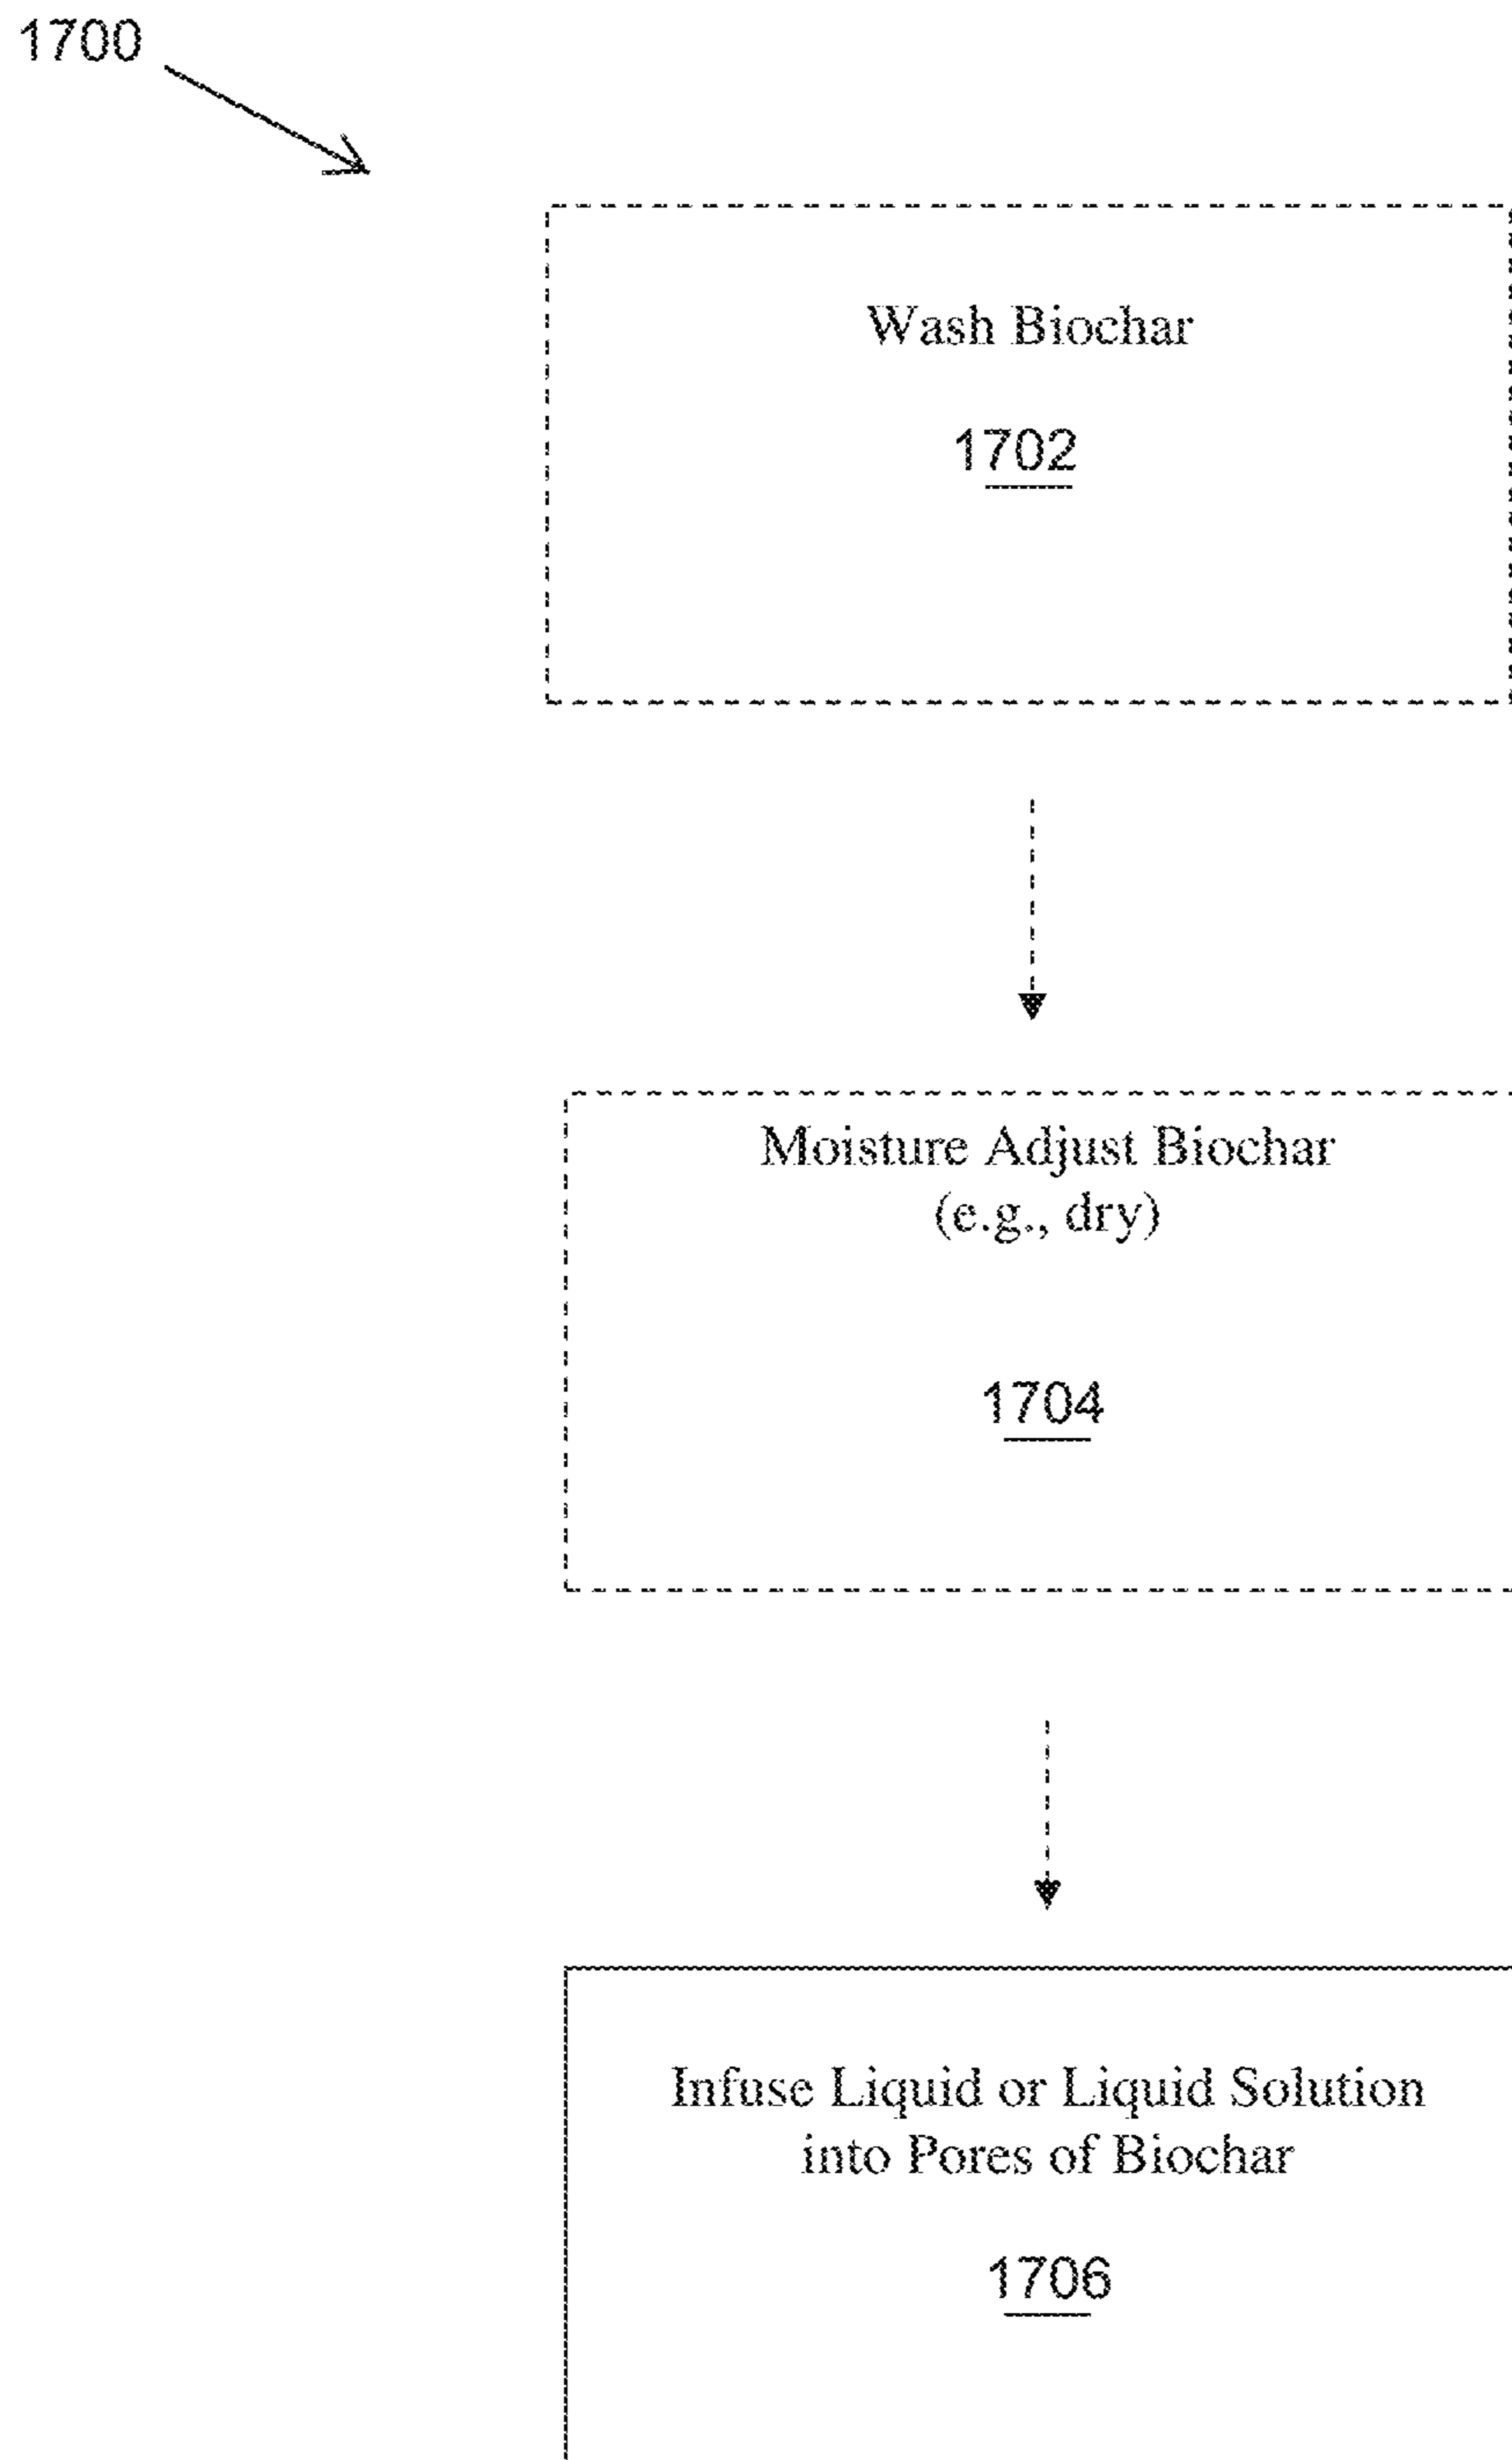 1700
Wash Biochar
1702
Moisture Adjust Biochar
(e.g., dry)
1704
Infuse Liquid or Liquid Solution
into Pores of Biochar
1706